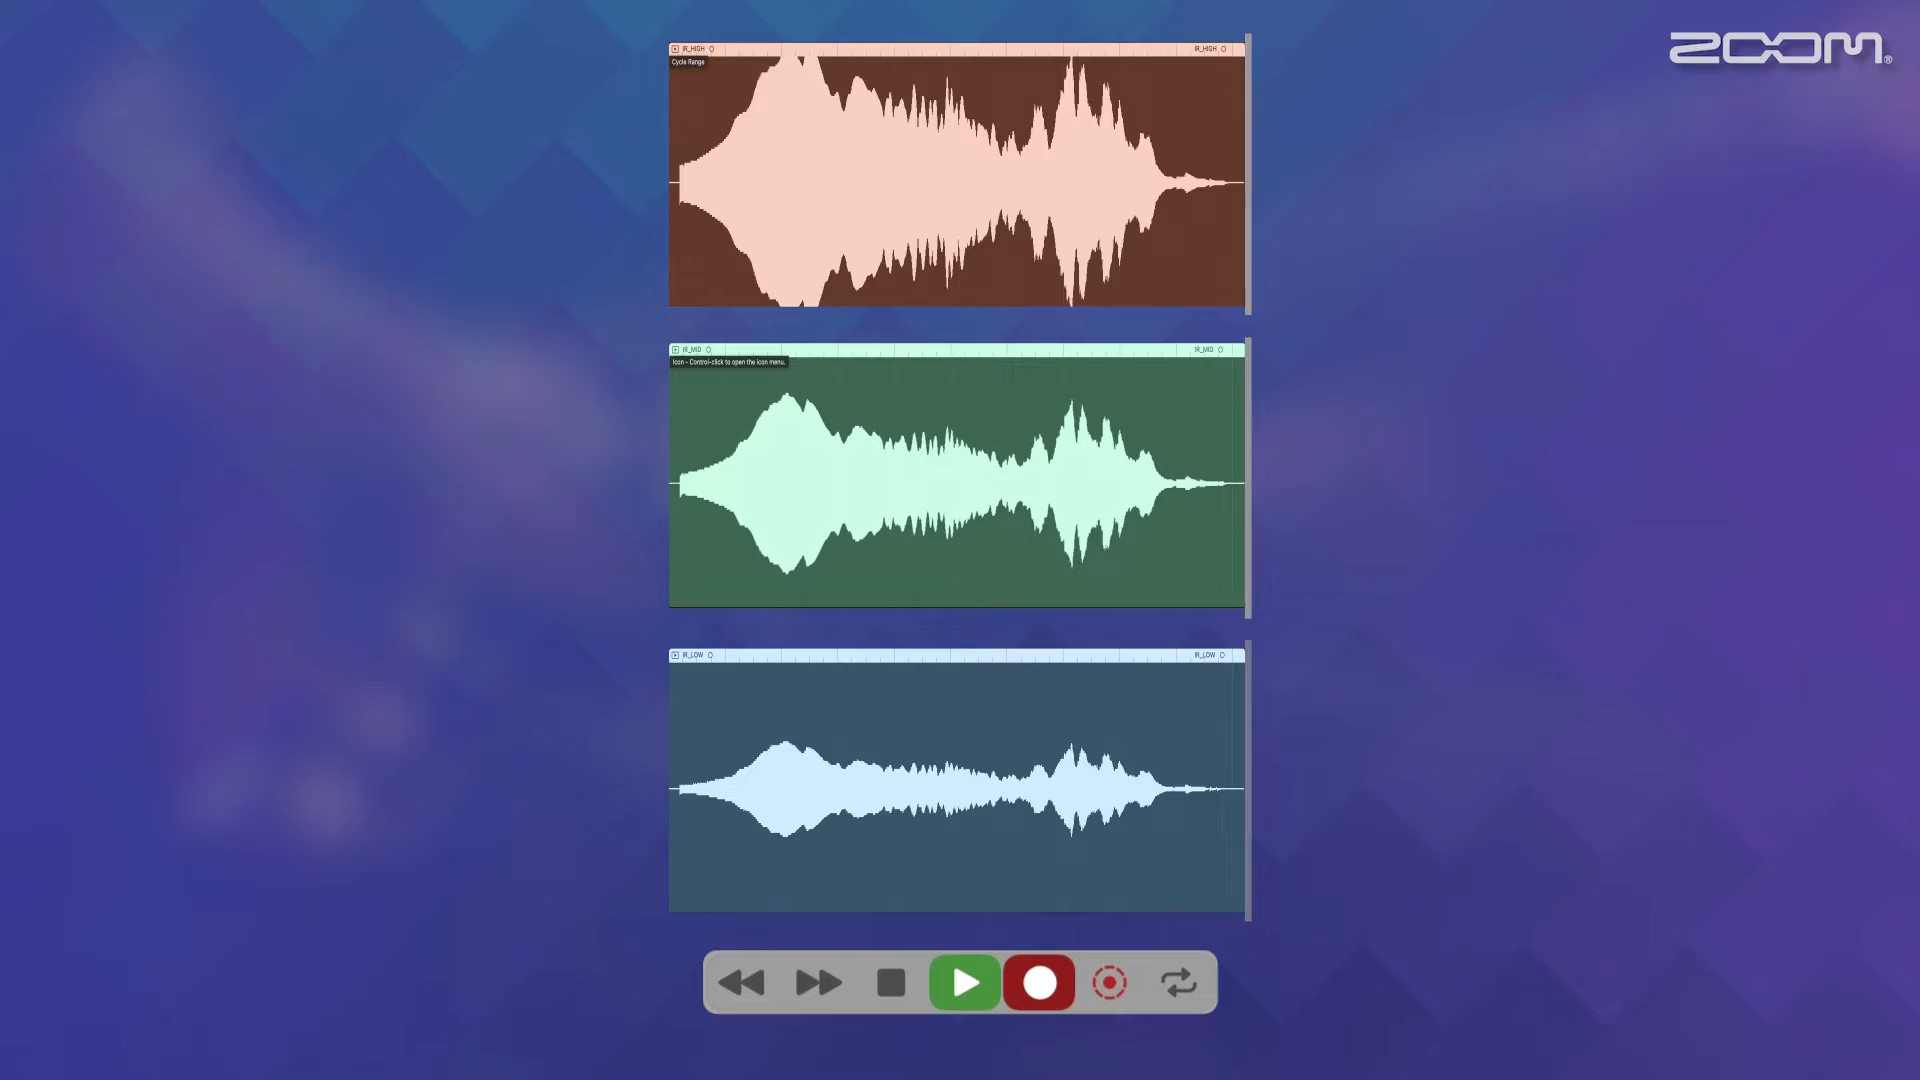 ZOOM®
IR_HIGH IR_HIGH
Cycle Range
IR_MID IR_MID
Icon - Control-click to open the icon menu.
IR_LOW IR_LOW